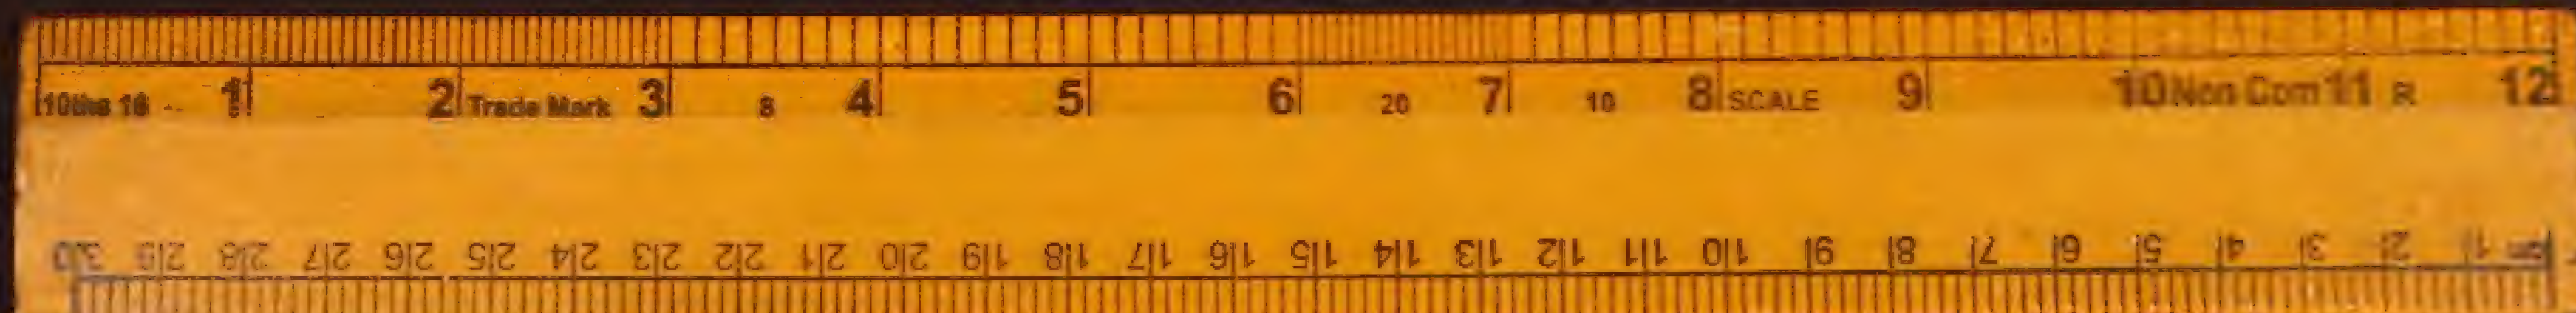 10ths 16 1 2 Trade Mark 3 8 4 5 6 20 7 10 8 SCALE 9 10 Non Com 11 R 12
cm 1 2 3 4 5 6 7 8 9 10 11 12 13 14 15 16 17 18 19 20 21 22 23 24 25 26 27 28 29 30